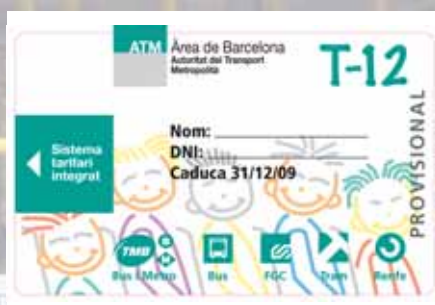 ATM
Àrea de Barcelona
Autoritat del Transport
Metropolità
T-12
Sistema
tarifari
integrat
Nom:
DNI:
Caduca 31/12/09
PROVISIONAL
TMB
M
Bus i Metro
Bus
FGC
Tram
Renfe